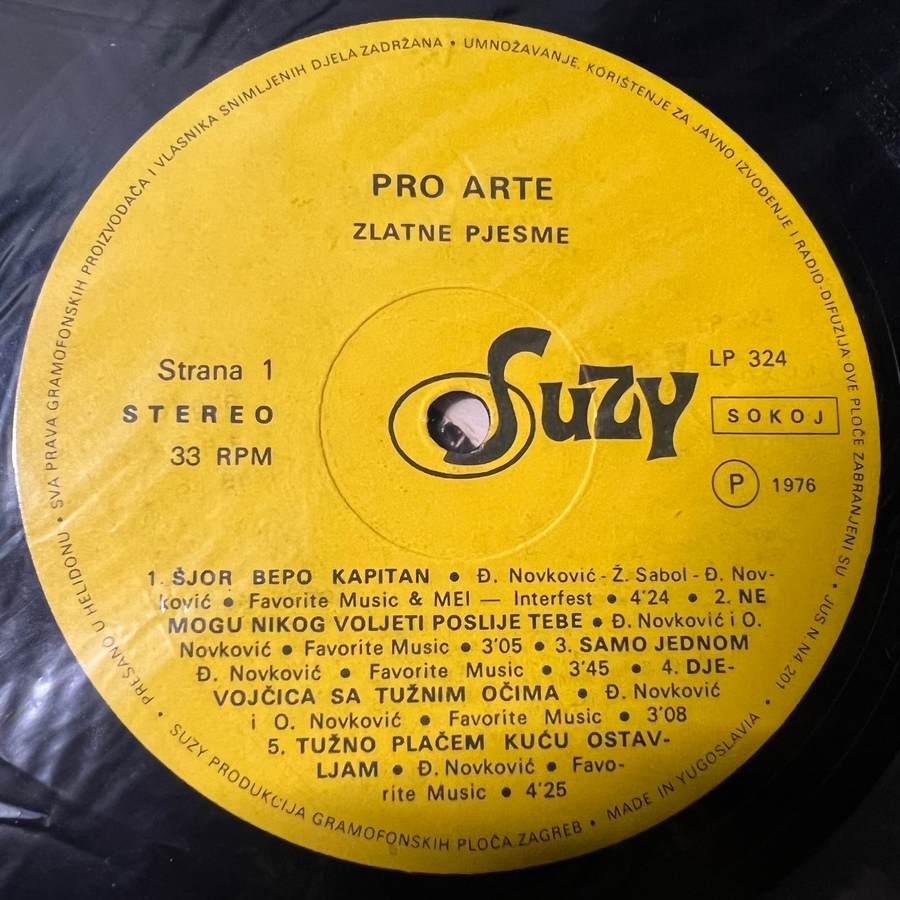 PRO ARTE
ZLATNE PJESME
Strana 1
STEREO
33 RPM
Suzy
LP 324
SOKOJ
P 1976
1. ŠJOR BEPO KAPITAN • Đ. Novković - Ž. Sabol - Đ. Nov-
ković • Favorite Music & MEI — Interfest • 4'24 • 2. NE
MOGU NIKOG VOLJETI POSLIJE TEBE • Đ. Novković i O.
Novković • Favorite Music • 3'05 • 3. SAMO JEDNOM
Đ. Novković • Favorite Music • 3'45 • 4. DJE-
VOJČICA SA TUŽNIM OČIMA • Đ. Novković
i O. Novković • Favorite Music • 3'08
5. TUŽNO PLAČEM KUĆU OSTAV-
LJAM • Đ. Novković • Favo-
rite Music • 4'25
SVA PRAVA GRAMOFONSKIH PROIZVOĐAČA I VLASNIKA SNIMLJENIH DJELA ZADRŽANA • UMNOŽAVANJE, KORIŠTENJE ZA JAVNO IZVOĐENJE I RADIO-DIFUZIJA OVE PLOČE ZABRANJENI SU • JUS N.N4 201 •
SUZY PRODUKCIJA GRAMOFONSKIH PLOČA ZAGREB • MADE IN YUGOSLAVIA •
PRESANO U HELIDONU •